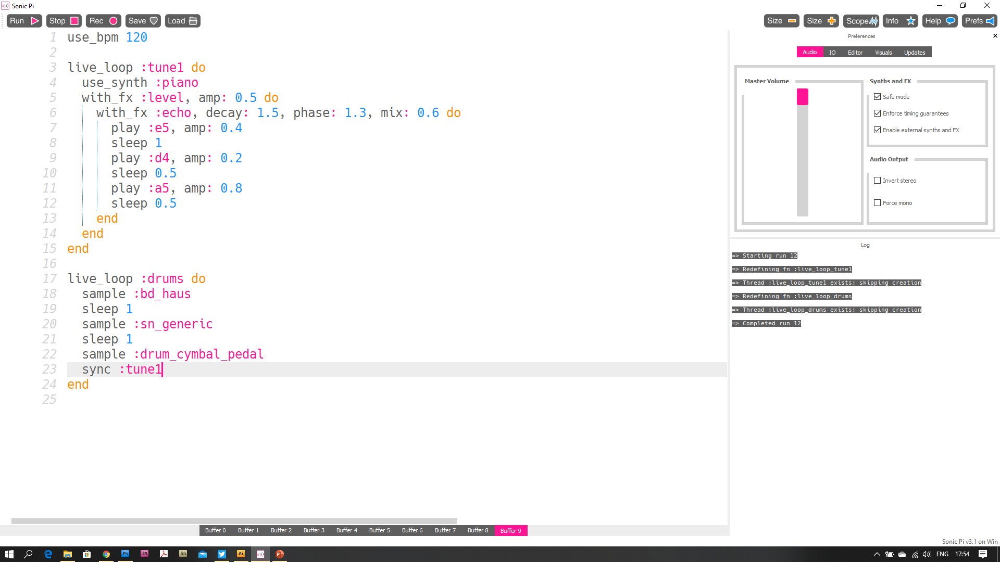 Sonic Pi
Run Stop Rec Save Load Size Size Scope Info Help Prefs
1 use_bpm 120
2
3 live_loop :tune1 do
4 use_synth :piano
5 with_fx :level, amp: 0.5 do
6 with_fx :echo, decay: 1.5, phase: 1.3, mix: 0.6 do
7 play :e5, amp: 0.4
8 sleep 1
9 play :d4, amp: 0.2
10 sleep 0.5
11 play :a5, amp: 0.8
12 sleep 0.5
13 end
14 end
15 end
16
17 live_loop :drums do
18 sample :bd_haus
19 sleep 1
20 sample :sn_generic
21 sleep 1
22 sample :drum_cymbal_pedal
23 sync :tune1
24 end
25
Buffer 0 Buffer 1 Buffer 2 Buffer 3 Buffer 4 Buffer 5 Buffer 6 Buffer 7 Buffer 8 Buffer 9
Preferences
Audio IO Editor Visuals Updates
Master Volume
Synths and FX
Safe mode
Enforce timing guarantees
Enable external synths and FX
Audio Output
Invert stereo
Force mono
Log
=> Starting run 12
=> Redefining fn :live_loop_tune1
=> Thread :live_loop_tune1 exists: skipping creation
=> Redefining fn :live_loop_drums
=> Thread :live_loop_drums exists: skipping creation
=> Completed run 12
Sonic Pi v3.1 on Win
Ps ID Sb Ai P ENG 17:54